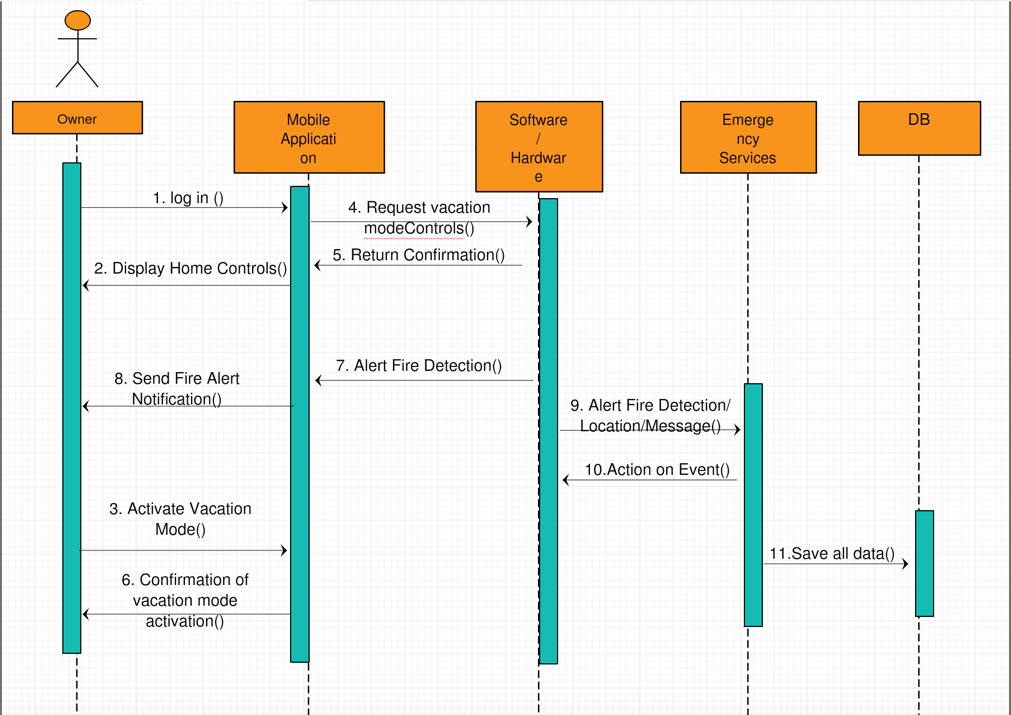 Owner
Mobile
Applicati
on
Software
/
Hardwar
e
Emerge
ncy
Services
DB
1. log in ()
4. Request vacation
modeControls()
5. Return Confirmation()
2. Display Home Controls()
7. Alert Fire Detection()
8. Send Fire Alert
Notification()
9. Alert Fire Detection/
Location/Message()
10.Action on Event()
3. Activate Vacation
Mode()
11.Save all data()
6. Confirmation of
vacation mode
activation()